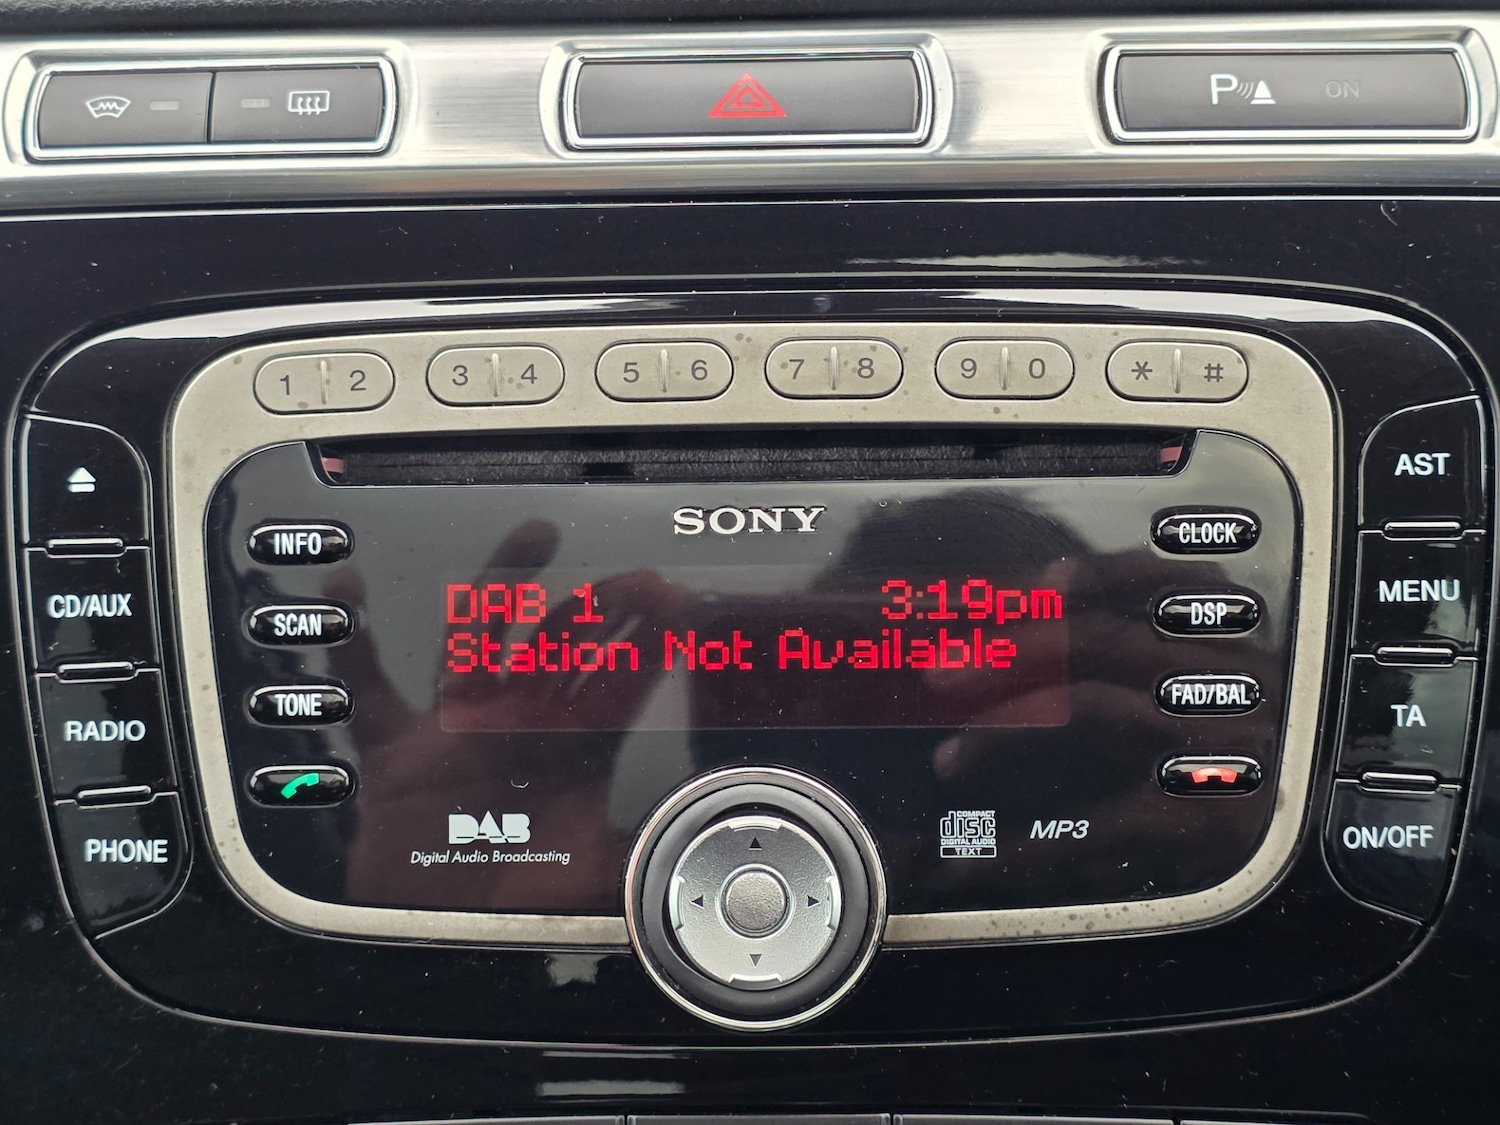 P ON
1 2 3 4 5 6 7 8 9 0 * #
AST
SONY
INFO
CLOCK
CD/AUX
MENU
DAB 1 3:19pm
SCAN
DSP
Station Not Available
TONE
FAD/BAL
RADIO
TA
DAB
Digital Audio Broadcasting
COMPACT
disc
DIGITAL AUDIO
TEXT
MP3
PHONE
ON/OFF